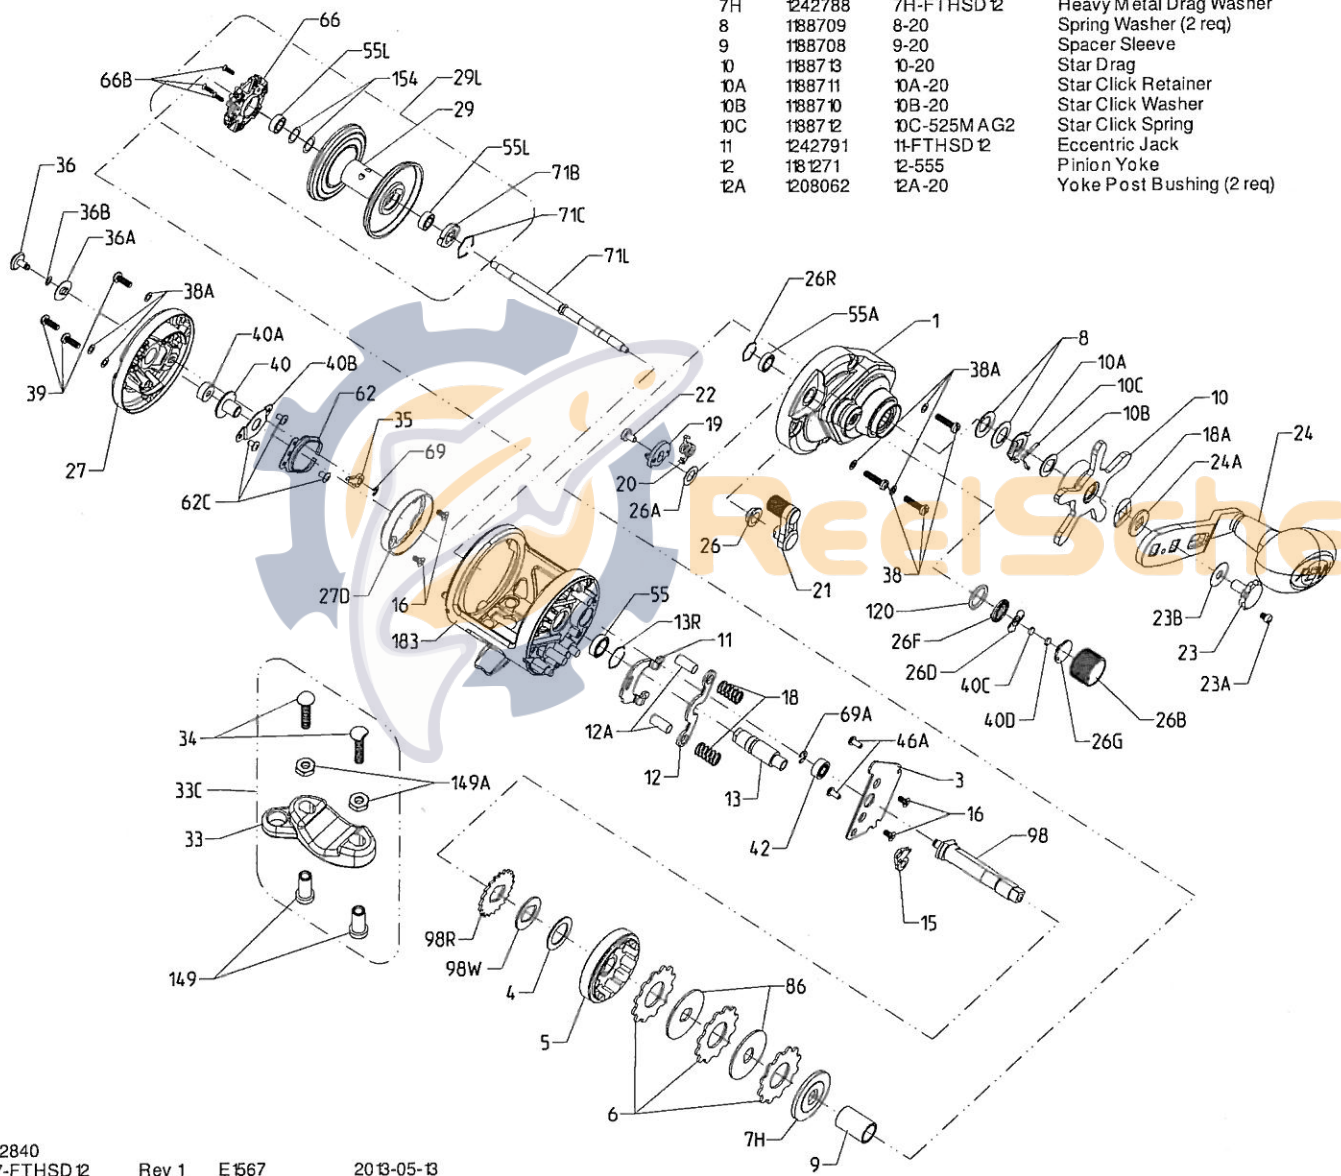 7H 1242788 7H-FTHSD12 Heavy Metal Drag Washer
8 1188709 8-20 Spring Washer (2 req)
9 1188708 9-20 Spacer Sleeve
10 1188713 10-20 Star Drag
10A 1188711 10A-20 Star Click Retainer
10B 1188710 10B-20 Star Click Washer
10C 1188712 10C-525MAG2 Star Click Spring
11 1242791 11-FTHSD12 Eccentric Jack
12 1181271 12-555 Pinion Yoke
12A 1208062 12A-20 Yoke Post Bushing (2 req)
66
55L
66B
154
29L
29
55L
71B
71C
71L
36
36B
36A
38A
40A
40
40B
62
35
69
39
27
62C
27D
16
183
26R
55A
1
22
19
20
26A
26
21
38A
8
10A
10C
10B
10
18A
24A
24
38
120
26F
26D
40C
40D
26G
26B
23B
23
23A
ReelSche
55
13R
11
12A
12
18
13
69A
46A
42
3
16
98
15
34
149A
33C
33
149
98R
98W
4
5
86
6
7H
9
2840
7-FTHSD12 Rev 1 E1567 2013-05-13